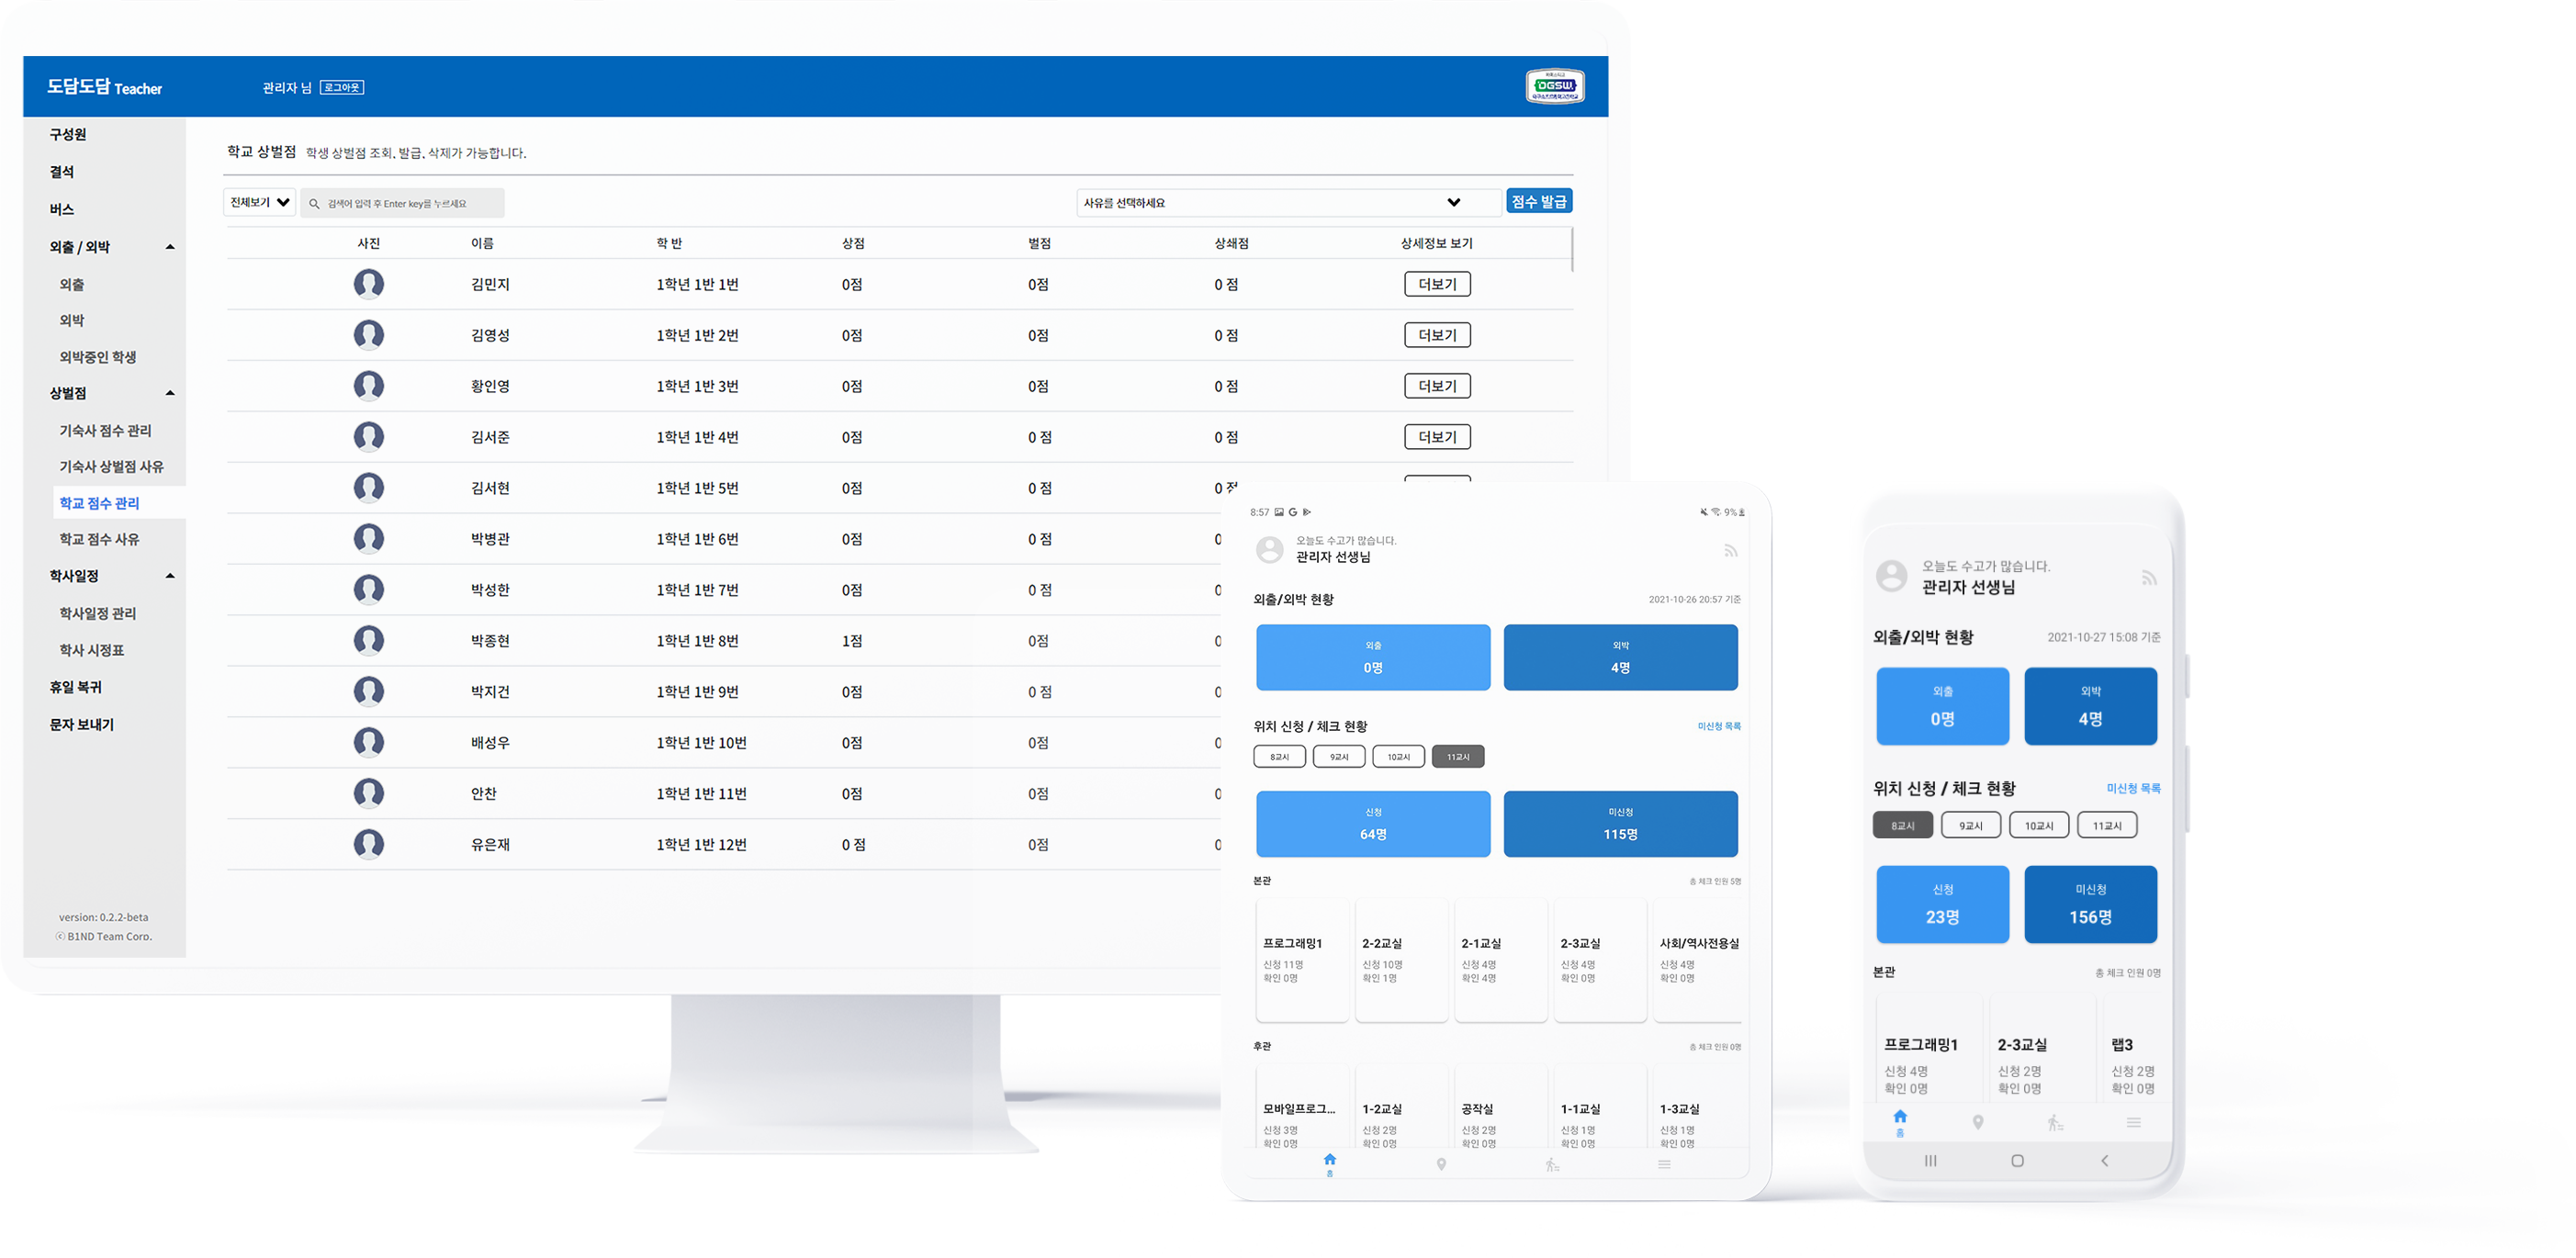 도담도담 Teacher
관리자 님 로그아웃
DGSW
구성원
결석
버스
외출 / 외박
외출
외박
외박중인 학생
상벌점
기숙사 점수 관리
기숙사 상벌점 사유
학교 점수 관리
학교 점수 사유
학사일정
학사일정 관리
학사 시정표
휴일 복귀
문자 보내기
version: 0.2.2-beta
ⓒ B1ND Team Corp.
학교 상벌점 학생 상벌점 조회, 발급, 삭제가 가능합니다.
전체보기 검색어 입력 후 Enter key를 누르세요 사유를 선택하세요 점수 발급
사진 이름 학 반 상점 벌점 상쇄점 상세정보 보기
김민지 1학년 1반 1번 0점 0점 0 점 더보기
김영성 1학년 1반 2번 0점 0점 0 점 더보기
황인영 1학년 1반 3번 0점 0점 0 점 더보기
김서준 1학년 1반 4번 0점 0 점 0 점 더보기
김서현 1학년 1반 5번 0점 0 점 0
박병관 1학년 1반 6번 0점 0 점 0
박성한 1학년 1반 7번 0점 0 점 0
박종현 1학년 1반 8번 1점 0점 0
박지건 1학년 1반 9번 0점 0 점 0
배성우 1학년 1반 10번 0점 0점 0
안찬 1학년 1반 11번 0점 0점 0
유은재 1학년 1반 12번 0 점 0점 0
8:57 G 9%
오늘도 수고가 많습니다.
관리자 선생님
외출/외박 현황 2021-10-26 20:57 기준
외출 외박
0명 4명
위치 신청 / 체크 현황 미신청 목록
8교시 9교시 10교시 11교시
신청 미신청
64명 115명
본관 총 체크 인원 5명
프로그래밍1 2-2교실 2-1교실 2-3교실 사회/역사전용실
신청 11명 신청 10명 신청 4명 신청 4명 신청 4명
확인 0명 확인 1명 확인 4명 확인 0명 확인 0명
후관 총 체크 인원 0명
모바일프로그... 1-2교실 공작실 1-1교실 1-3교실
신청 3명 신청 2명 신청 2명 신청 1명 신청 1명
확인 0명 확인 0명 확인 0명 확인 0명 확인 0명
홈
오늘도 수고가 많습니다.
관리자 선생님
외출/외박 현황 2021-10-27 15:08 기준
외출 외박
0명 4명
위치 신청 / 체크 현황 미신청 목록
8교시 9교시 10교시 11교시
신청 미신청
23명 156명
본관 총 체크 인원 0명
프로그래밍1 2-3교실 랩3
신청 4명 신청 2명 신청 2명
확인 0명 확인 0명 확인 0명
홈